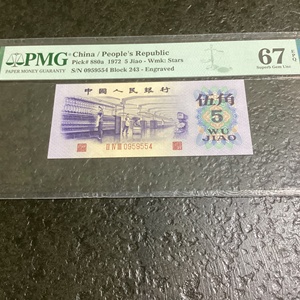 PMG
PAPER MONEY GUARANTY
China / People's Republic
Pick# 880a 1972 5 Jiao - Wmk: Stars
S/N 0959554 Block 243 - Engraved
67
Superb Gem Unc
中国人民银行
伍角
5
WU
JIAO
II IV III 0959554